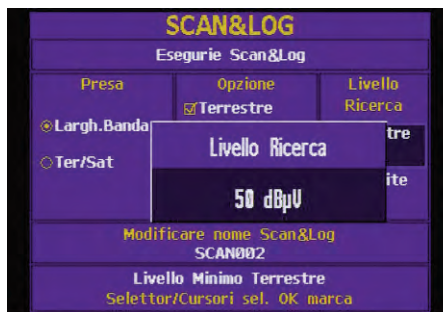 SCAN&LOG
Esegurie Scan&Log
Presa
Opzione
Livello
Ricerca
Terrestre
Largh.Banda
tre
Ter/Sat
ite
Livello Ricerca
50 dBµV
Modificare nome Scan&Log
SCAN002
Livello Minimo Terrestre
Selettor/Cursori sel. OK marca